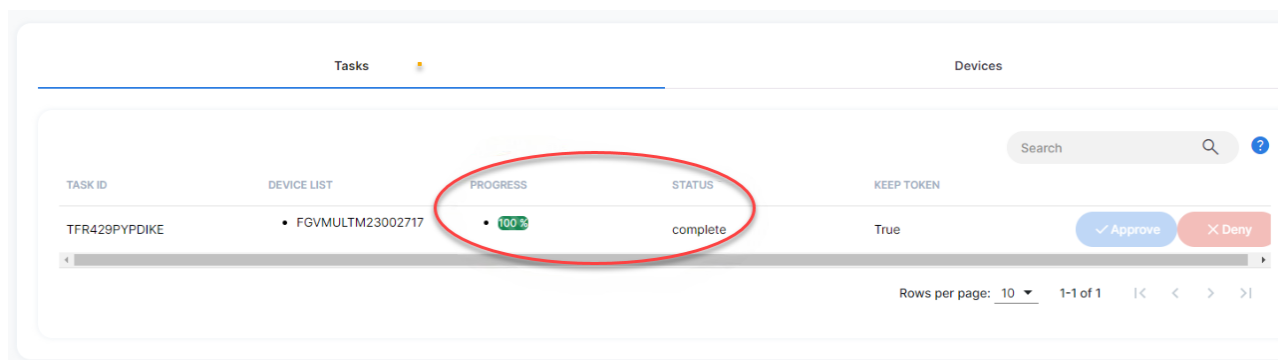 Tasks
Devices
Search
TASK ID DEVICE LIST PROGRESS STATUS KEEP TOKEN
TFR429PYPDIKE • FGVMULTM23002717 • 100 % complete True Approve Deny
Rows per page: 10 1-1 of 1